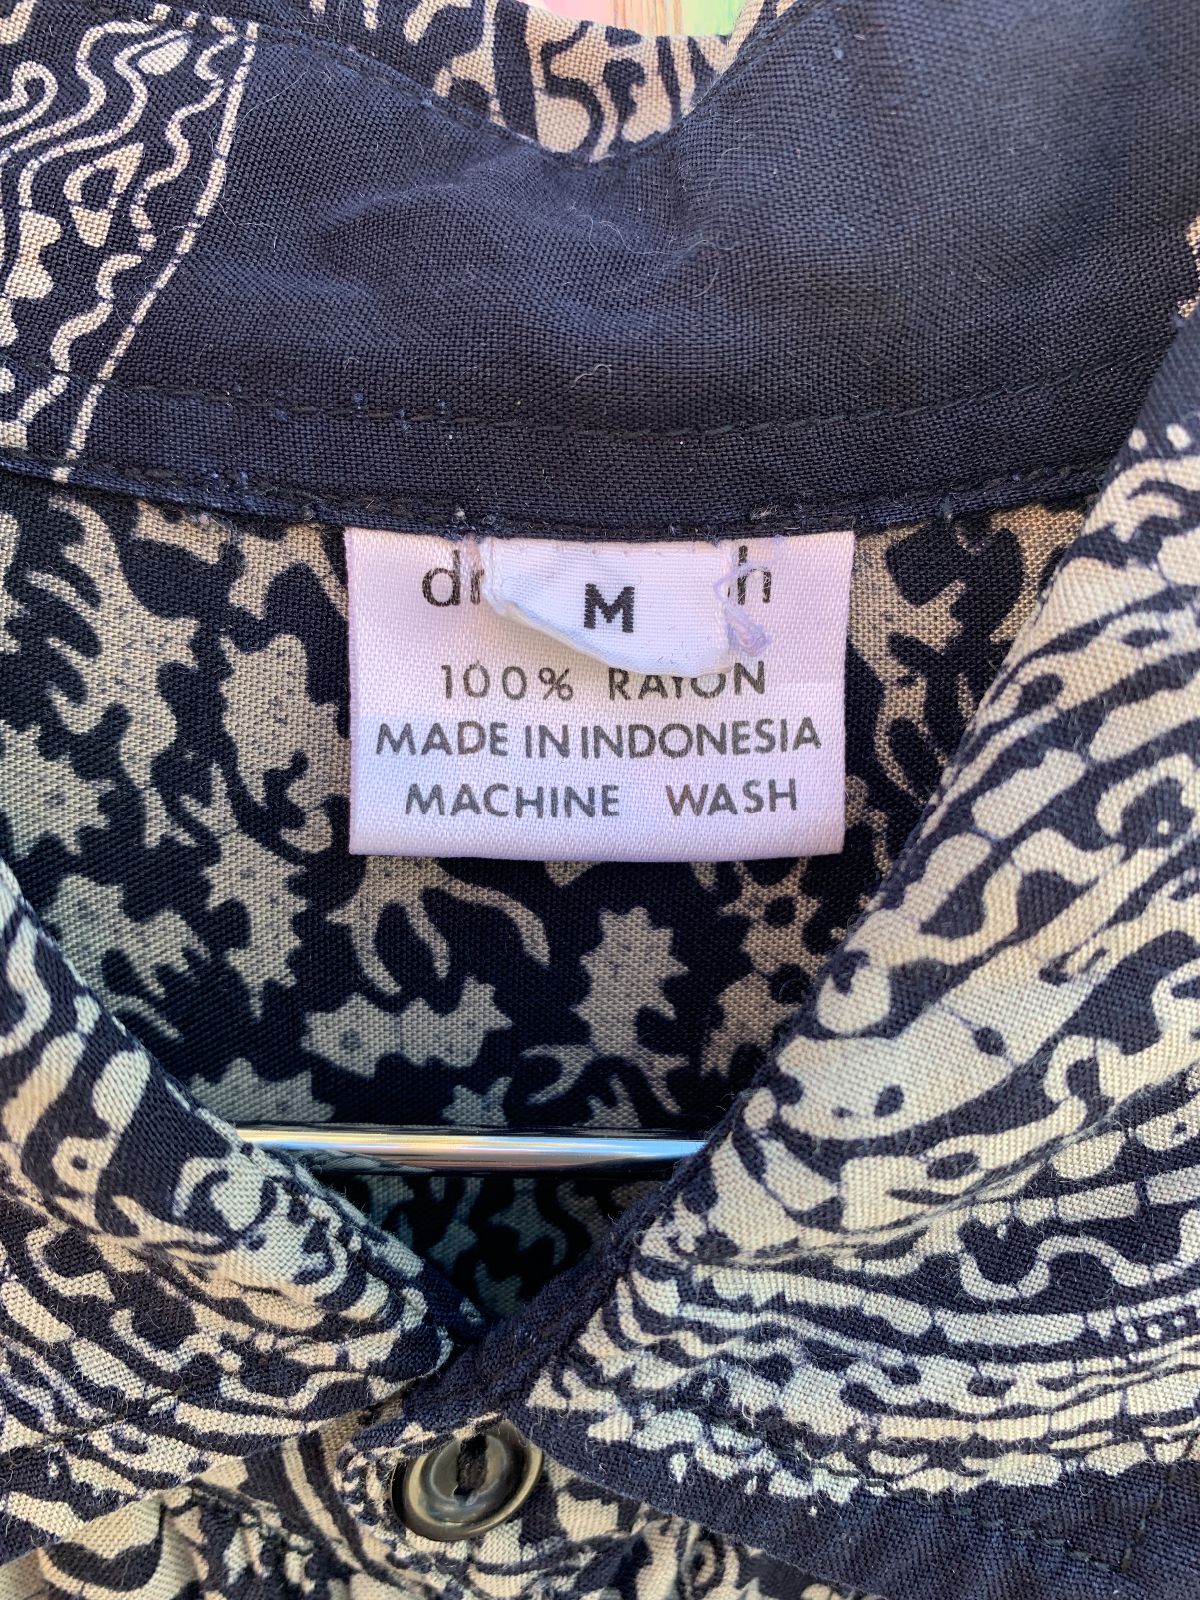 M
100% RAYON
MADE IN INDONESIA
MACHINE WASH